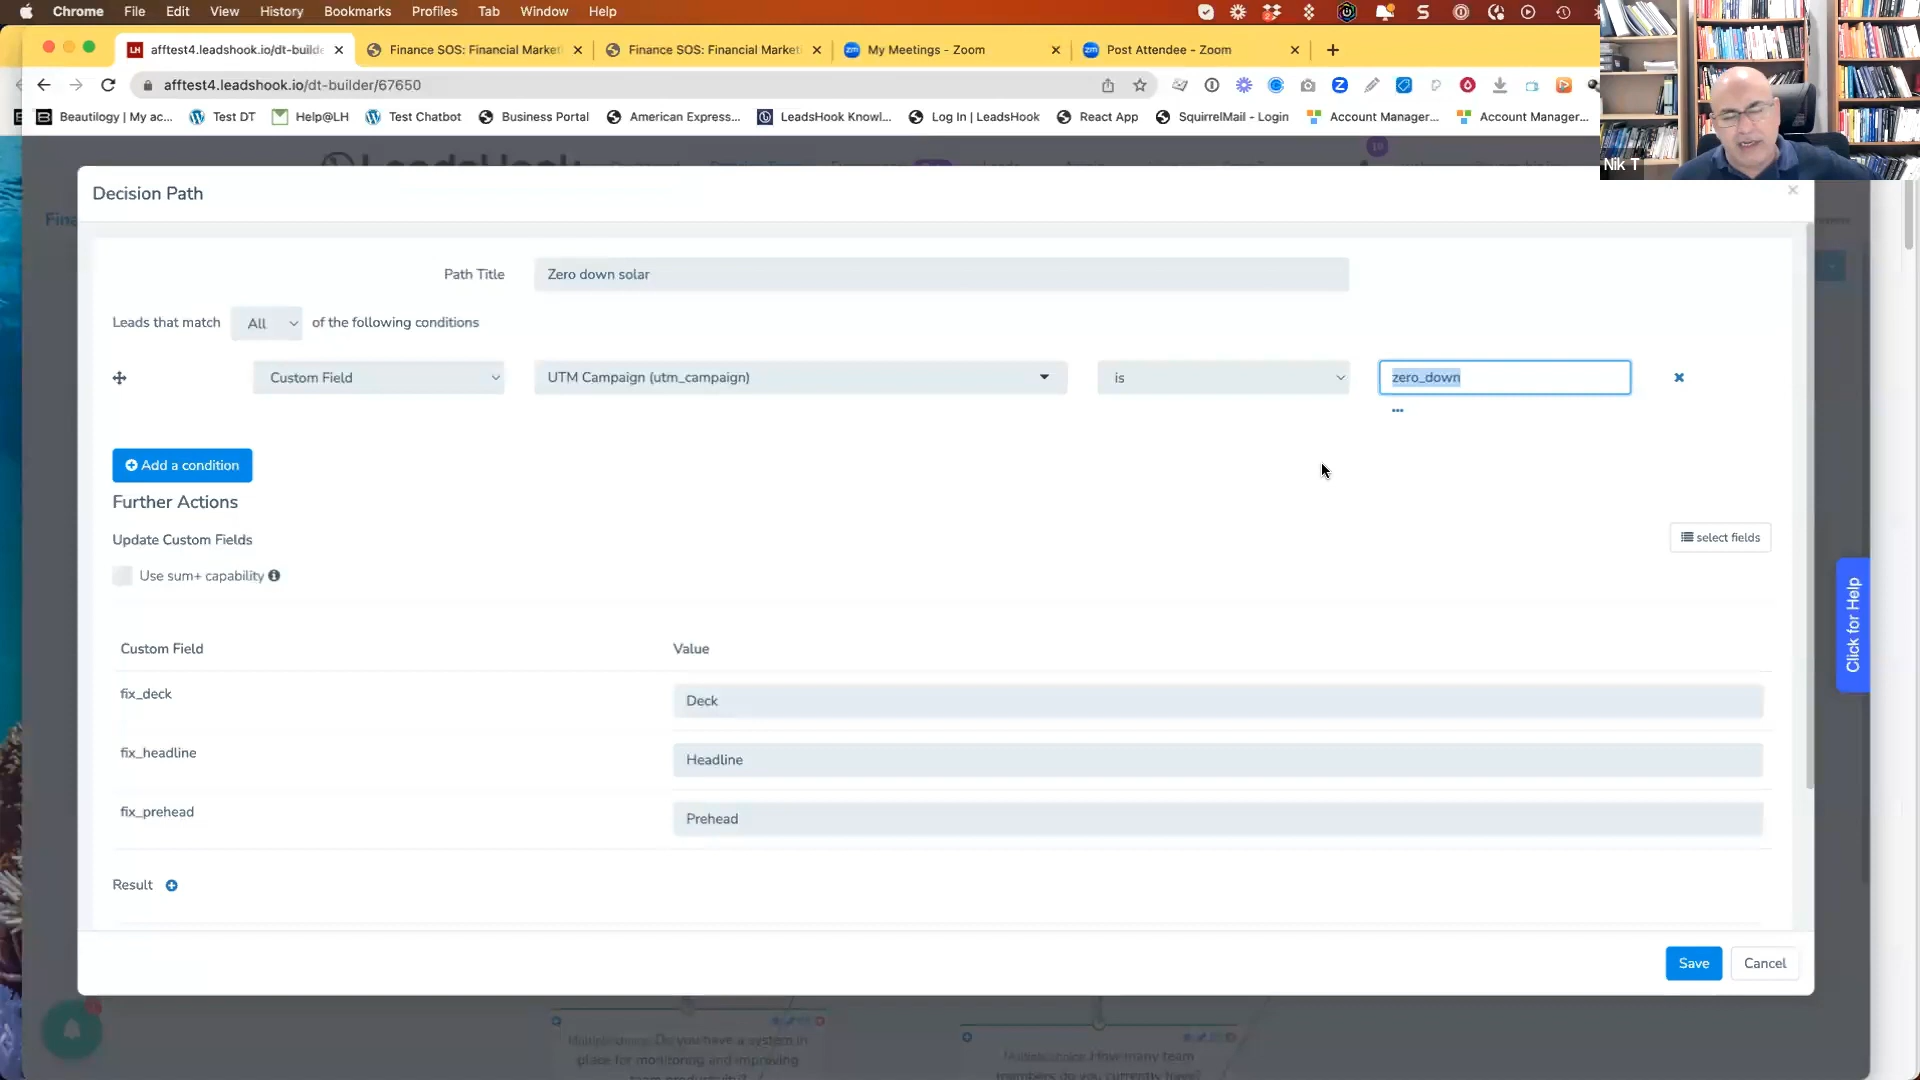 Chrome File Edit View History Bookmarks Profiles Tab Window Help
afftest4.leadshook.io/dt-builde
Finance SOS: Financial Market
Finance SOS: Financial Marketi
My Meetings - Zoom
Post Attendee - Zoom
afftest4.leadshook.io/dt-builder/67650
Beautilogy | My ac...
Test DT
Help@LH
Test Chatbot
Business Portal
American Express...
LeadsHook Knowl...
Log In | LeadsHook
React App
SquirrelMail - Login
Account Manager...
Account Manager...
Nik T
LeadsHook
10
Decision Path
Path Title
Zero down solar
Leads that match All of the following conditions
Custom Field
UTM Campaign (utm_campaign)
is
zero_down
...
Add a condition
Further Actions
Update Custom Fields
select fields
Use sum+ capability
Custom Field
Value
fix_deck
Deck
fix_headline
Headline
fix_prehead
Prehead
Result
Save
Cancel
Click for Help
Multiplechoice: Do you have a system in
place for monitoring and improving
team productivity?
Multiplechoice: How many team
members do you currently have?